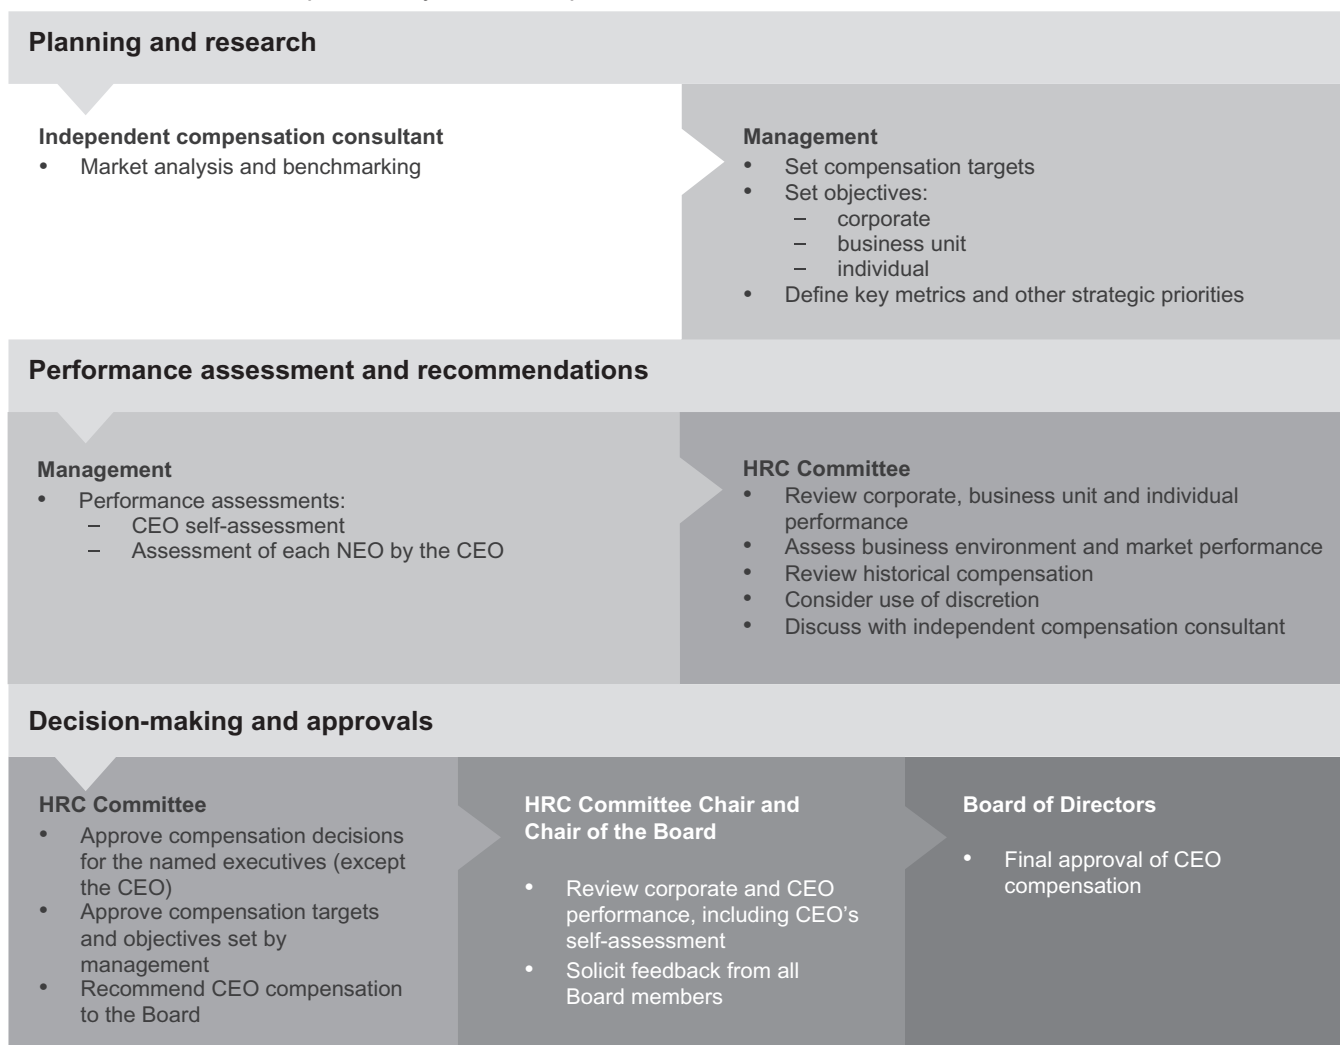 Planning and research
Independent compensation consultant
• Market analysis and benchmarking
Management
• Set compensation targets
• Set objectives:
– corporate
– business unit
– individual
• Define key metrics and other strategic priorities
Performance assessment and recommendations
Management
• Performance assessments:
– CEO self-assessment
– Assessment of each NEO by the CEO
HRC Committee
• Review corporate, business unit and individual
performance
• Assess business environment and market performance
• Review historical compensation
• Consider use of discretion
• Discuss with independent compensation consultant
Decision-making and approvals
HRC Committee
• Approve compensation decisions
for the named executives (except
the CEO)
• Approve compensation targets
and objectives set by
management
• Recommend CEO compensation
to the Board
HRC Committee Chair and
Chair of the Board
• Review corporate and CEO
performance, including CEO’s
self-assessment
• Solicit feedback from all
Board members
Board of Directors
• Final approval of CEO
compensation